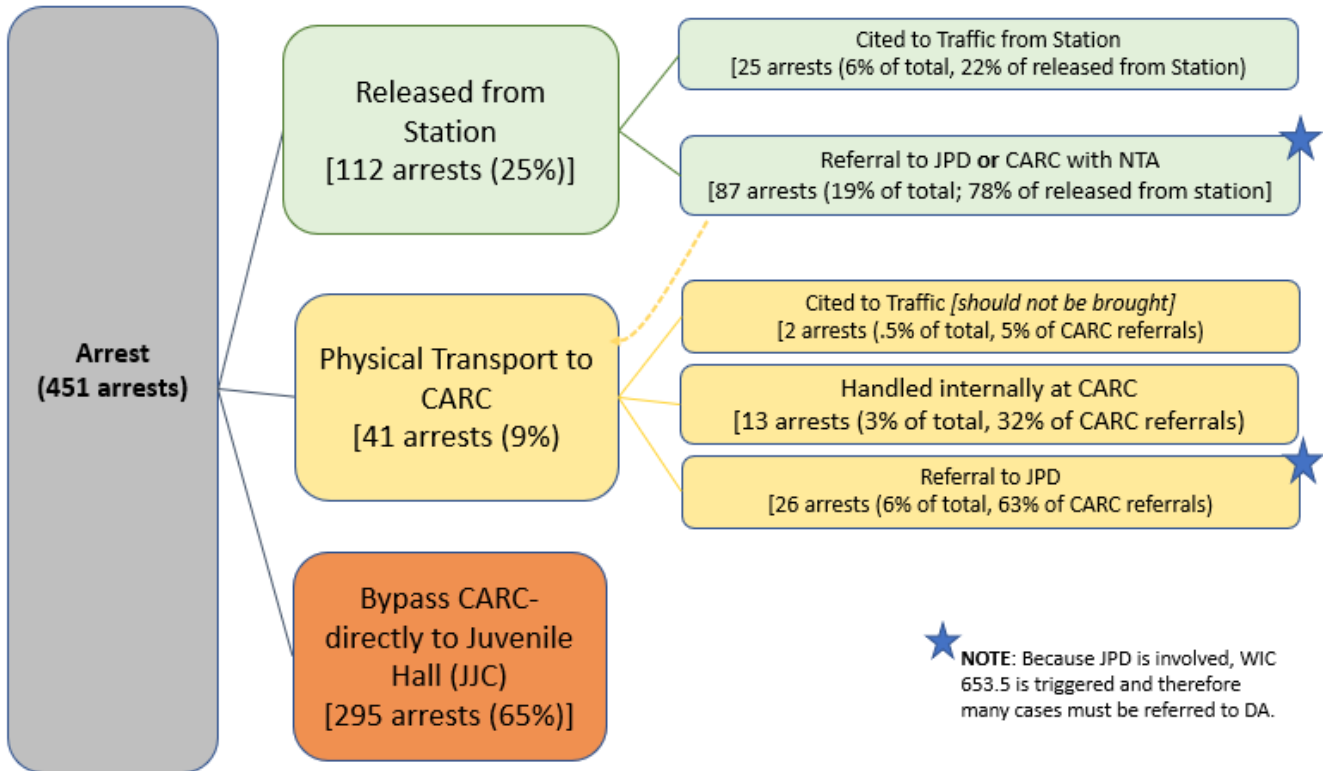 Arrest
(451 arrests)
Released from
Station
[112 arrests (25%)]
Cited to Traffic from Station
[25 arrests (6% of total, 22% of released from Station)
Referral to JPD or CARC with NTA
[87 arrests (19% of total; 78% of released from station]
Physical Transport to
CARC
[41 arrests (9%)
Cited to Traffic [should not be brought]
[2 arrests (.5% of total, 5% of CARC referrals)
Handled internally at CARC
[13 arrests (3% of total, 32% of CARC referrals)
Referral to JPD
[26 arrests (6% of total, 63% of CARC referrals)
Bypass CARC-
directly to Juvenile
Hall (JJC)
[295 arrests (65%)]
NOTE: Because JPD is involved, WIC
653.5 is triggered and therefore
many cases must be referred to DA.